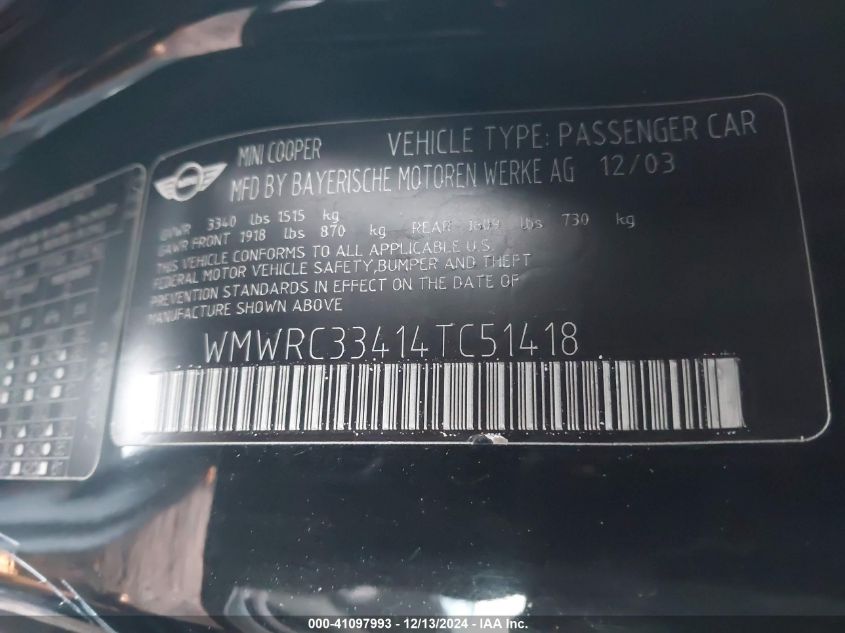 MINI COOPER VEHICLE TYPE: PASSENGER CAR
MFD BY BAYERISCHE MOTOREN WERKE AG 12/03
GVWR 3340 lbs 1515 kg
GAWR FRONT 1918 lbs 870 kg REAR lbs 730 kg
THIS VEHICLE CONFORMS TO ALL APPLICABLE U.S.
FEDERAL MOTOR VEHICLE SAFETY,BUMPER AND THEFT
PREVENTION STANDARDS IN EFFECT ON THE DATE OF
MANUFACTURE SHOWN ABOVE
WMWRC33414TC51418
000-41097993 - 12/13/2024 - IAA Inc.